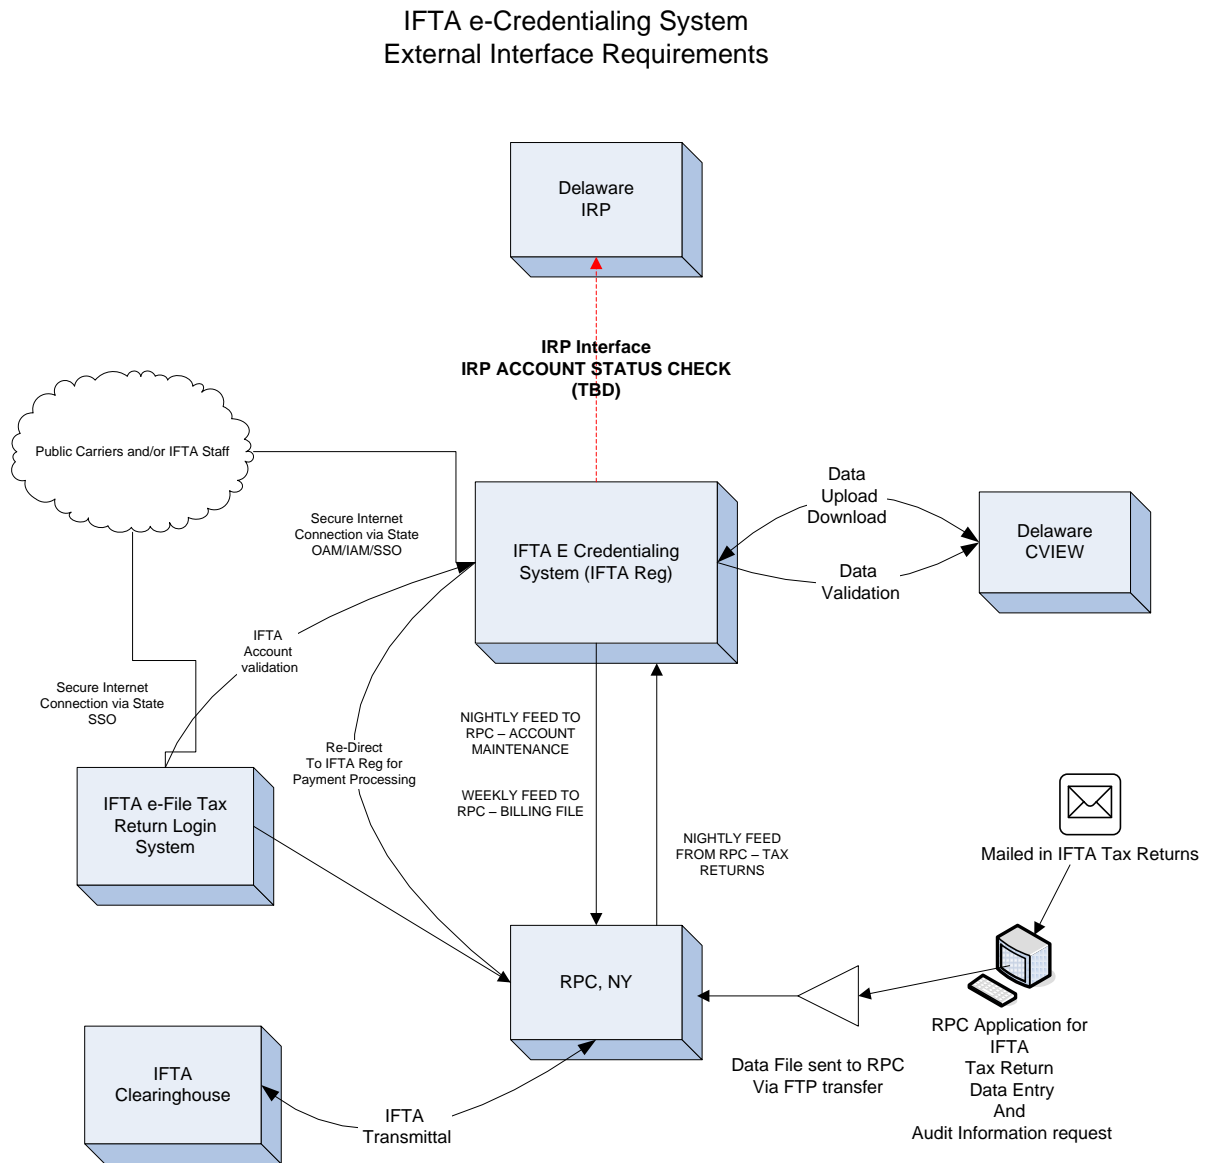 IFTA e-Credentialing System
External Interface Requirements
Delaware
IRP
IRP Interface
IRP ACCOUNT STATUS CHECK
(TBD)
Public Carriers and/or IFTA Staff
Secure Internet
Connection via State
OAM/IAM/SSO
IFTA E Credentialing
System (IFTA Reg)
Data
Upload
Download
Delaware
CVIEW
Data
Validation
IFTA
Account
validation
Secure Internet
Connection via State
SSO
NIGHTLY FEED TO
RPC – ACCOUNT
MAINTENANCE
WEEKLY FEED TO
RPC – BILLING FILE
Re-Direct
To IFTA Reg for
Payment Processing
IFTA e-File Tax
Return Login
System
NIGHTLY FEED
FROM RPC – TAX
RETURNS
Mailed in IFTA Tax Returns
RPC, NY
RPC Application for
IFTA
Tax Return
Data Entry
And
Audit Information request
Data File sent to RPC
Via FTP transfer
IFTA
Clearinghouse
IFTA
Transmittal